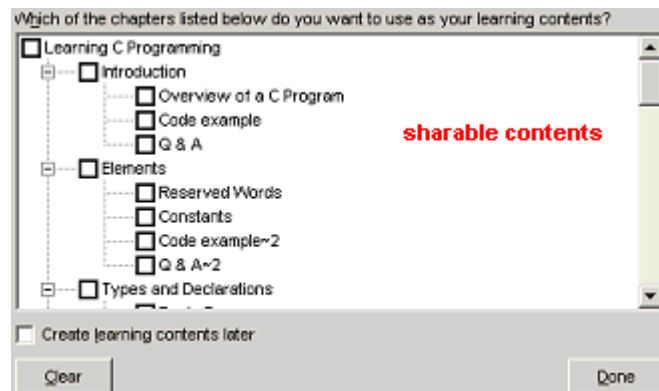 Which of the chapters listed below do you want to use as your learning contents?
Learning C Programming
Introduction
Overview of a C Program
Code example
sharable contents
Q & A
Elements
Reserved Words
Constants
Code example~2
Q & A~2
Types and Declarations
Create learning contents later
Clear
Done